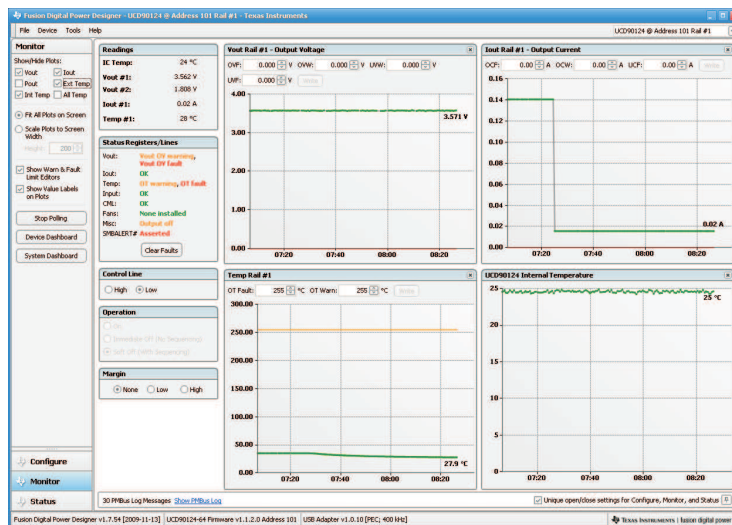 Fusion Digital Power Designer - UCD90124 @ Address 101 Rail #1 - Texas Instruments
File Device Tools Help
UCD90124 @ Address 101 Rail #1
Monitor
Show/Hide Plots:
Vout Iout
Pout Ext Temp
Int Temp All Temp
Fit All Plots on Screen
Scale Plots to Screen
Width
Height: 200
Show Warn & Fault
Limit Editors
Show Value Labels
on Plots
Stop Polling
Device Dashboard
System Dashboard
Configure
Monitor
Status
Readings
IC Temp: 24 °C
Vout #1: 3.562 V
Vout #2: 1.808 V
Iout #1: 0.02 A
Temp #1: 28 °C
Status Registers/Lines
Vout: Vout OV warning,
Vout OV fault
Iout: OK
Temp: OT warning, OT fault
Input: OK
CML: OK
Fans: None installed
Misc: Output off
SMBALERT# Asserted
Clear Faults
Control Line
High Low
Operation
On
Immediate Off (No Sequencing)
Soft Off (With Sequencing)
Margin
None Low High
Vout Rail #1 - Output Voltage
OVF: 0.000 V OVW: 0.000 V UVW: 0.000 V
UVF: 0.000 V Write
4.00
3.571 V
3.00
2.00
1.00
0.00
07:20 07:40 08:00 08:20
Iout Rail #1 - Output Current
OCF: 0.00 A OCW: 0.00 A UCF: 0.00 A Write
0.16
0.14
0.12
0.10
0.08
0.06
0.04
0.02
0.02 A
0.00
07:20 07:40 08:00 08:20
Temp Rail #1
OT Fault: 255 °C OT Warn: 255 °C Write
300.00
250.00
200.00
150.00
100.00
50.00
27.9 °C
0.00
07:20 07:40 08:00 08:20
UCD90124 Internal Temperature
25
25 °C
20
15
10
5
0
07:20 07:40 08:00 08:20
30 PMBus Log Messages Show PMBus Log
Unique open/close settings for Configure, Monitor, and Status
Fusion Digital Power Designer v1.7.54 [2009-11-13] UCD90124-64 Firmware v1.1.2.0 Address 101 USB Adapter v1.0.10 [PEC; 400 kHz]
TEXAS INSTRUMENTS | fusion digital power